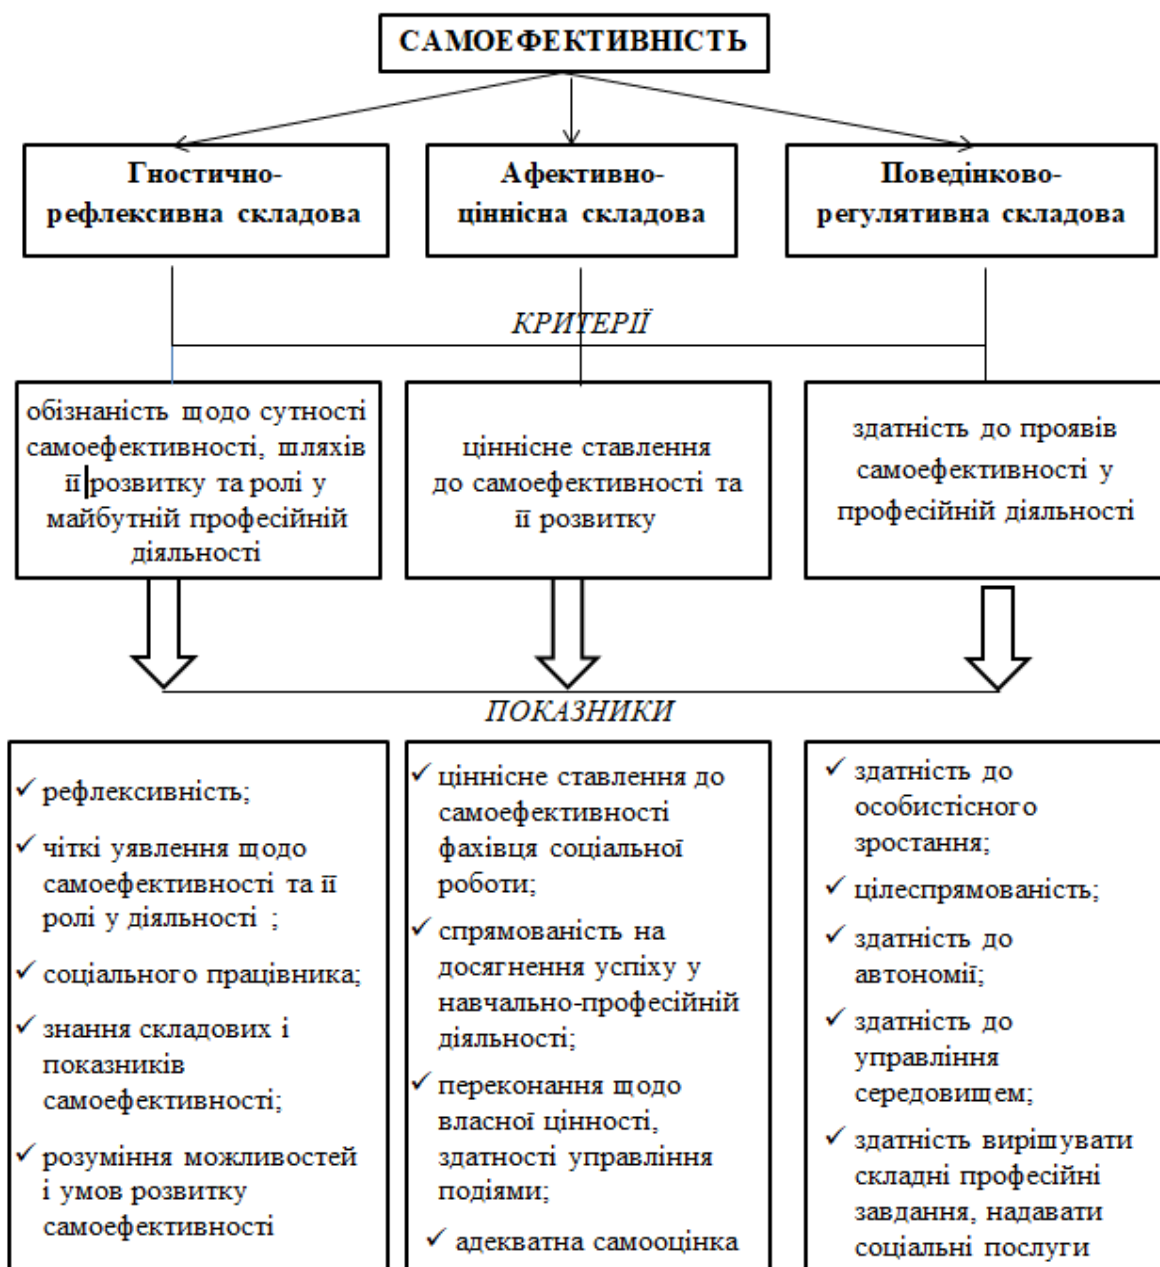 САМОЕФЕКТИВНІСТЬ
Гностично-
рефлексивна складова
Афективно-
ціннісна складова
Поведінково-
регулятивна складова
КРИТЕРІЇ
обізнаність щодо сутності
самоефективності, шляхів
її розвитку та ролі у
майбутній професійній
діяльності
ціннісне ставлення
до самоефективності та
її розвитку
здатність до проявів
самоефективності у
професійній діяльності
ПОКАЗНИКИ
✓ рефлексивність;
✓ чіткі уявлення щодо
самоефективності та її
ролі у діяльності ;
✓ соціального працівника;
✓ знання складових і
показників
самоефективності;
✓ розуміння можливостей
і умов розвитку
самоефективності
✓ ціннісне ставлення до
самоефективності
фахівця соціальної
роботи;
✓ спрямованість на
досягнення успіху у
навчально-професійній
діяльності;
✓ переконання щодо
власної цінності,
здатності управління
подіями;
✓ адекватна самооцінка
✓ здатність до
особистісного
зростання;
✓ цілеспрямованість;
✓ здатність до
автономії;
✓ здатність до
управління
середовищем;
✓ здатність вирішувати
складні професійні
завдання, надавати
соціальні послуги